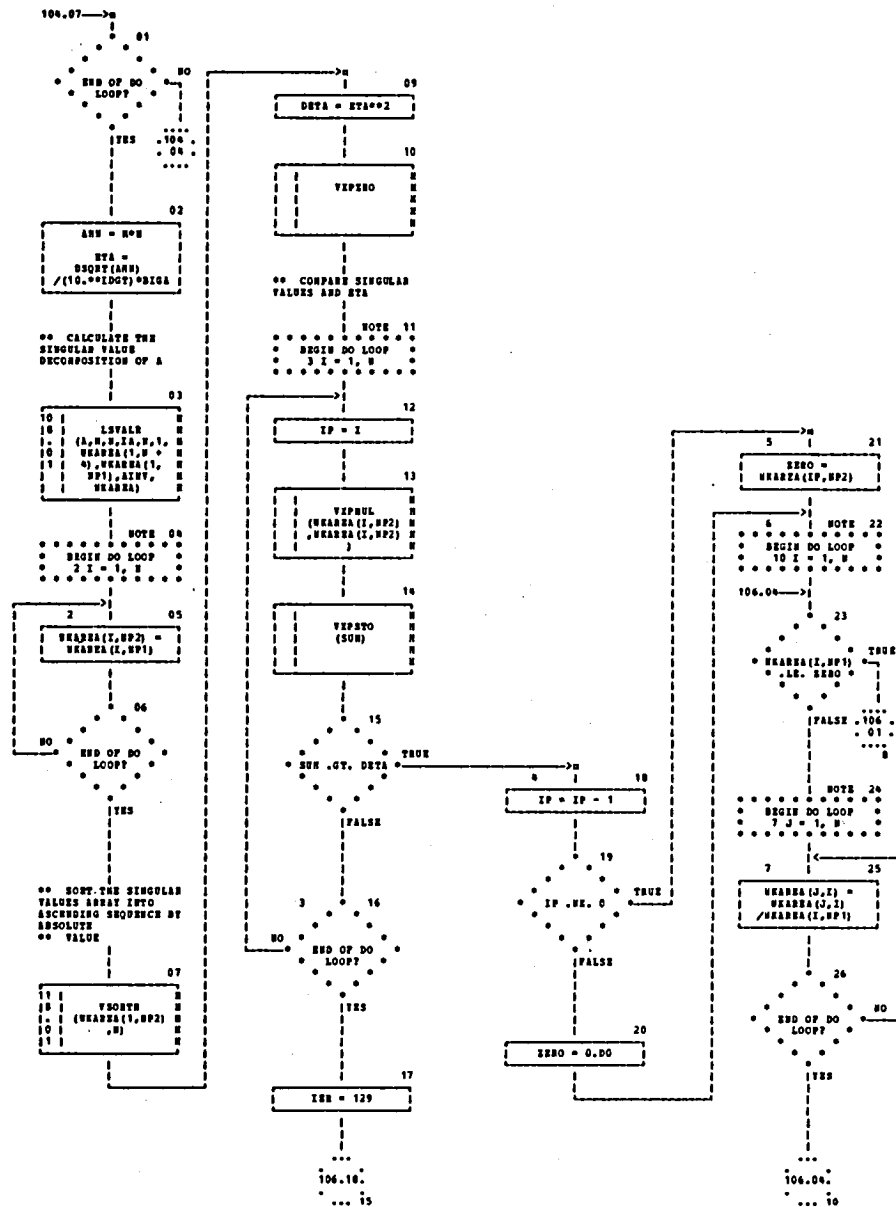 104.07
01
END OF DO
LOOP?
NO
.104
04
YES
02
AMN = M*N
ETA =
DSQRT(AMN)
/(10.**IDGT)*BIGA
** CALCULATE THE
SINGULAR VALUE
DECOMPOSITION OF A
03
LSVALR
(A,M,N,IA,N,1,
WKAREA(1,N +
4),WKAREA(1,
NP1),AINV,
WKAREA)
NOTE 04
BEGIN DO LOOP
2 I = 1, N
2 05
WKAREA(I,NP2) =
WKAREA(I,NP1)
06
NO
END OF DO
LOOP?
YES
** SORT THE SINGULAR
VALUES ARRAY INTO
ASCENDING SEQUENCE BY
ABSOLUTE
** VALUE
07
VSORTM
(WKAREA(1,NP2)
,N)
09
DETA = ETA**2
10
VXPZRO
** COMPARE SINGULAR
VALUES AND ETA
NOTE 11
BEGIN DO LOOP
3 I = 1, N
12
IP = I
13
VXPMUL
(WKAREA(I,NP2)
,WKAREA(I,NP2)
)
14
VXPSTO
(SUM)
15
SUM .GT. DETA
TRUE
FALSE
3 16
NO
END OF DO
LOOP?
YES
17
IER = 129
106.18.
15
4 18
IP = IP - 1
19
IP .NE. 0
TRUE
FALSE
20
ZERO = 0.D0
5 21
ZERO =
WKAREA(IP,NP2)
6 NOTE 22
BEGIN DO LOOP
10 I = 1, N
106.04
23
WKAREA(I,NP1)
.LE. ZERO
TRUE
FALSE
.106
01
8
NOTE 24
BEGIN DO LOOP
7 J = 1, N
7 25
WKAREA(J,I) =
WKAREA(J,I)
/WKAREA(I,NP1)
26
END OF DO
LOOP?
NO
YES
106.04.
10